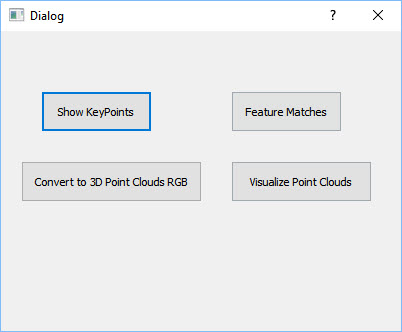 Dialog ?
Show KeyPoints Feature Matches
Convert to 3D Point Clouds RGB Visualize Point Clouds